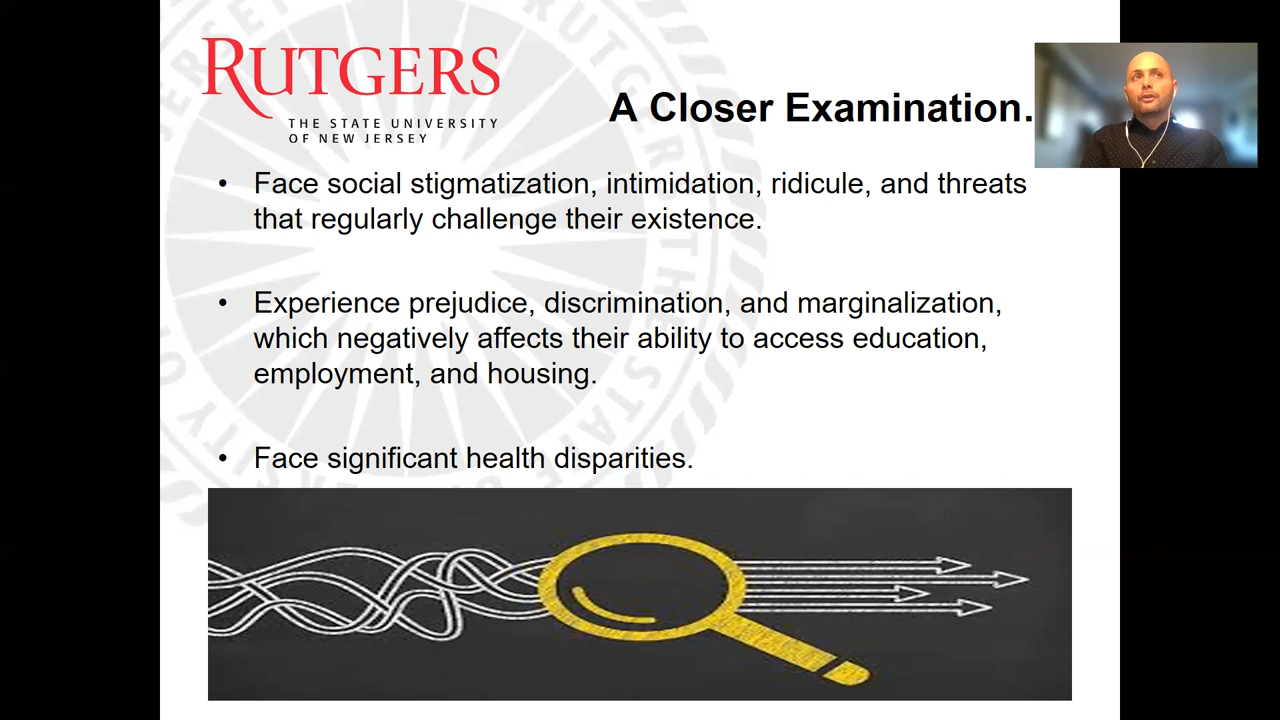 RUTGERS
THE STATE UNIVERSITY
OF NEW JERSEY
A Closer Examination.
• Face social stigmatization, intimidation, ridicule, and threats
that regularly challenge their existence.
• Experience prejudice, discrimination, and marginalization,
which negatively affects their ability to access education,
employment, and housing.
• Face significant health disparities.